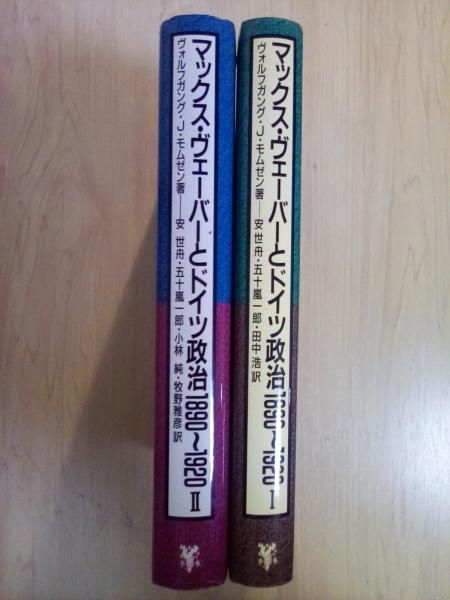 マックス・ヴェーバーとドイツ政治1890〜1920 II
ヴォルフガング・J・モムゼン著──安 世舟・五十嵐一郎・小林 純・牧野雅彦訳
マックス・ヴェーバーとドイツ政治1890〜1920 I
ヴォルフガング・J・モムゼン著──安 世舟・五十嵐一郎・田中浩訳